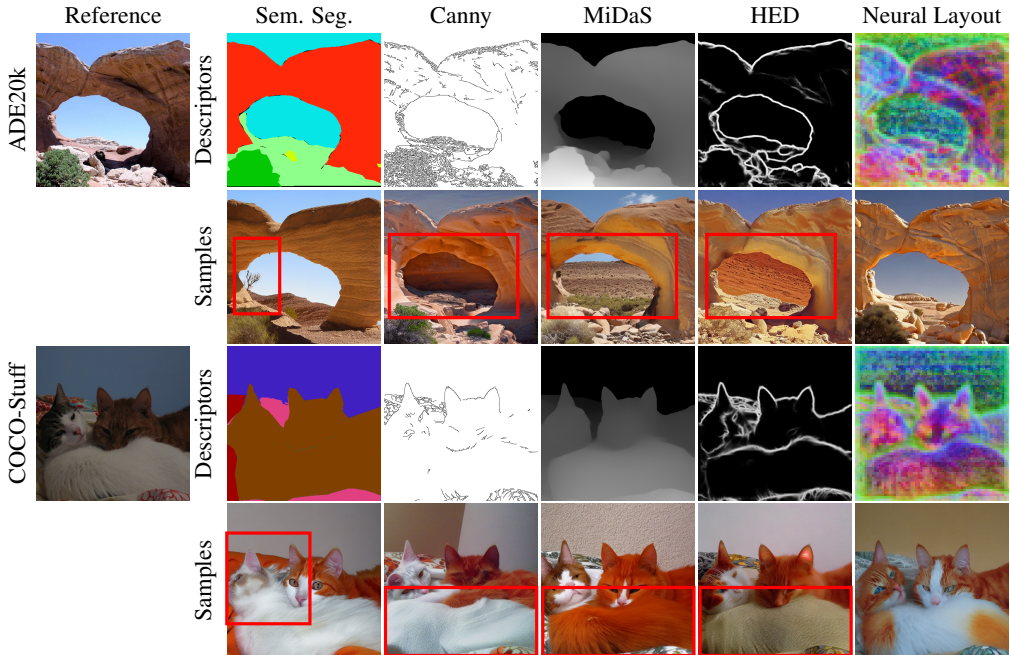 Reference Sem. Seg. Canny MiDaS HED Neural Layout
ADE20k
Descriptors
Samples
COCO-Stuff
Descriptors
Samples